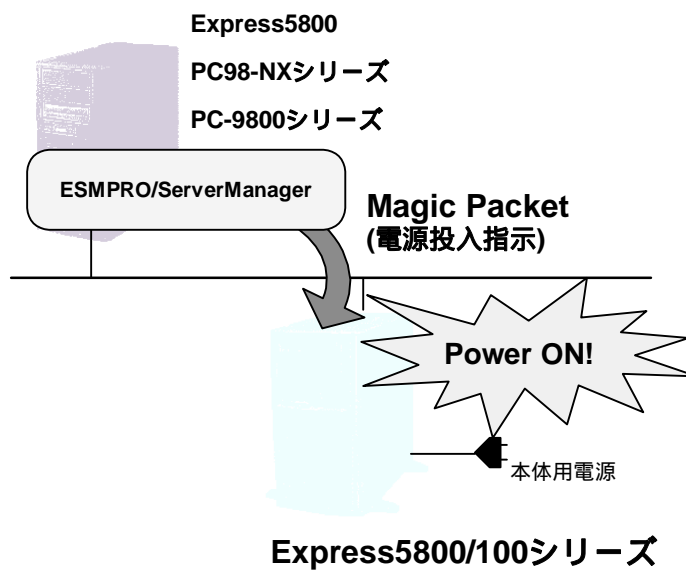 Express5800
PC98-NXシリーズ
PC-9800シリーズ
ESMPRO/ServerManager
Magic Packet
(電源投入指示)
Power ON!
本体用電源
Express5800/100シリーズ